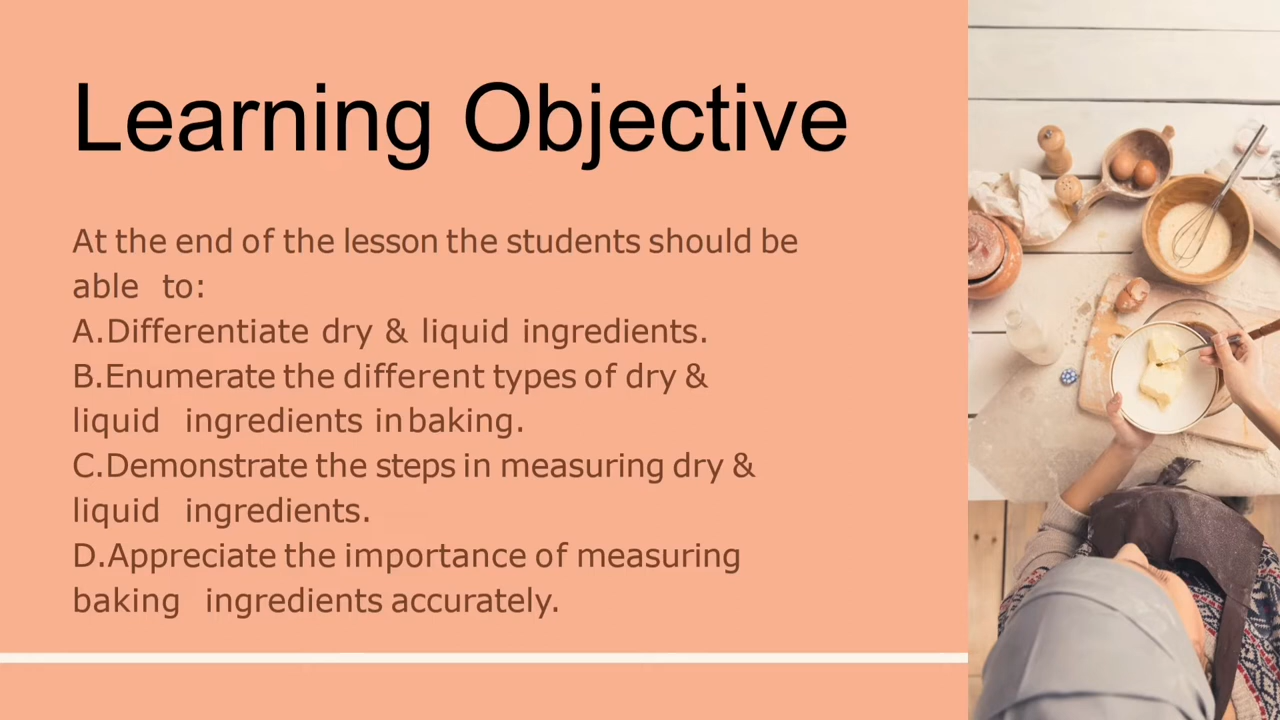 Learning Objective
At the end of the lesson the students should be
able to:
A.Differentiate dry & liquid ingredients.
B.Enumerate the different types of dry &
liquid ingredients in baking.
C.Demonstrate the steps in measuring dry &
liquid ingredients.
D.Appreciate the importance of measuring
baking ingredients accurately.